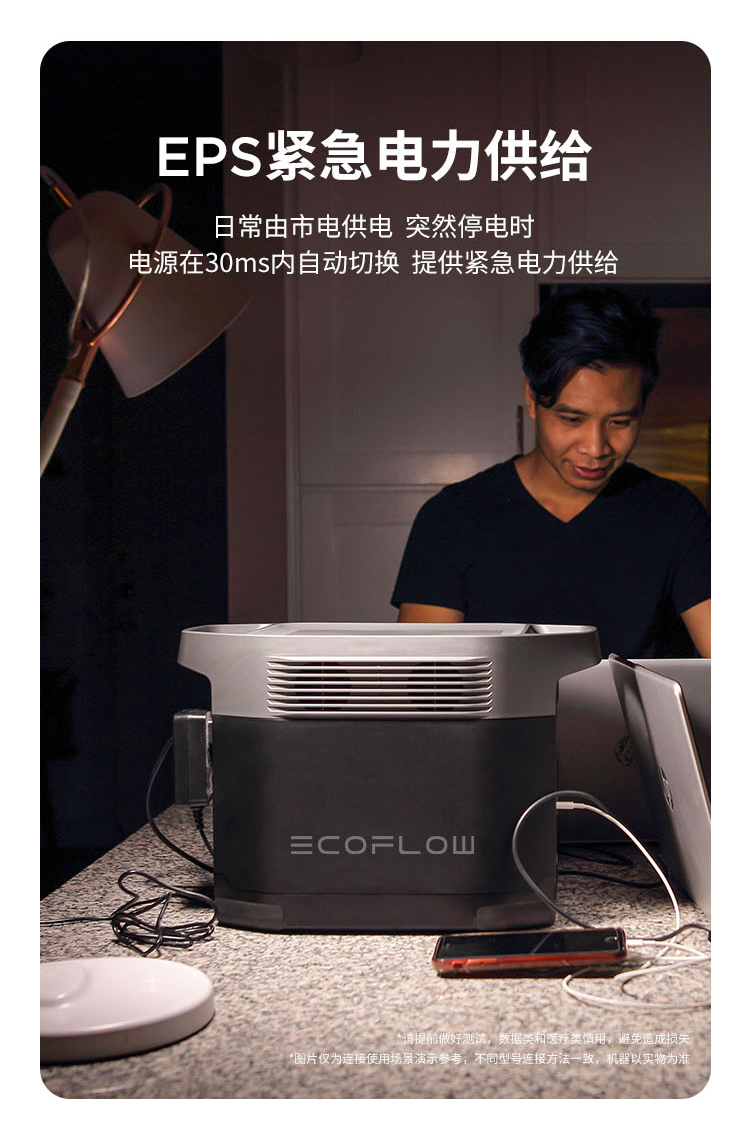 EPS紧急电力供给
日常由市电供电 突然停电时
电源在30ms内自动切换 提供紧急电力供给
ECOFLOW
*请提前做好测试，数据类和医疗类慎用，避免造成损失
*图片仅为连接使用场景演示参考，不同型号连接方法一致，机器以实物为准